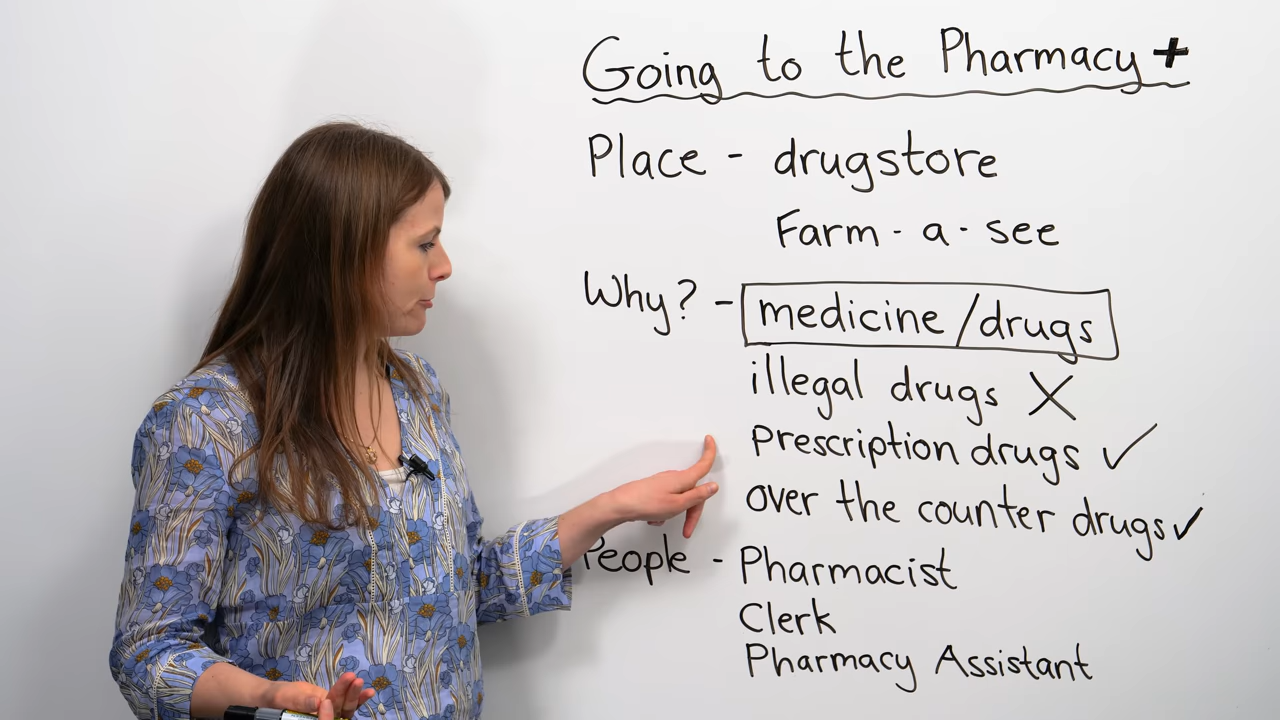 Going to the Pharmacy +
Place - drugstore
Farm - a - see
Why? - medicine / drugs
illegal drugs X
Prescription drugs ✓
over the counter drugs ✓
People - Pharmacist
Clerk
Pharmacy Assistant